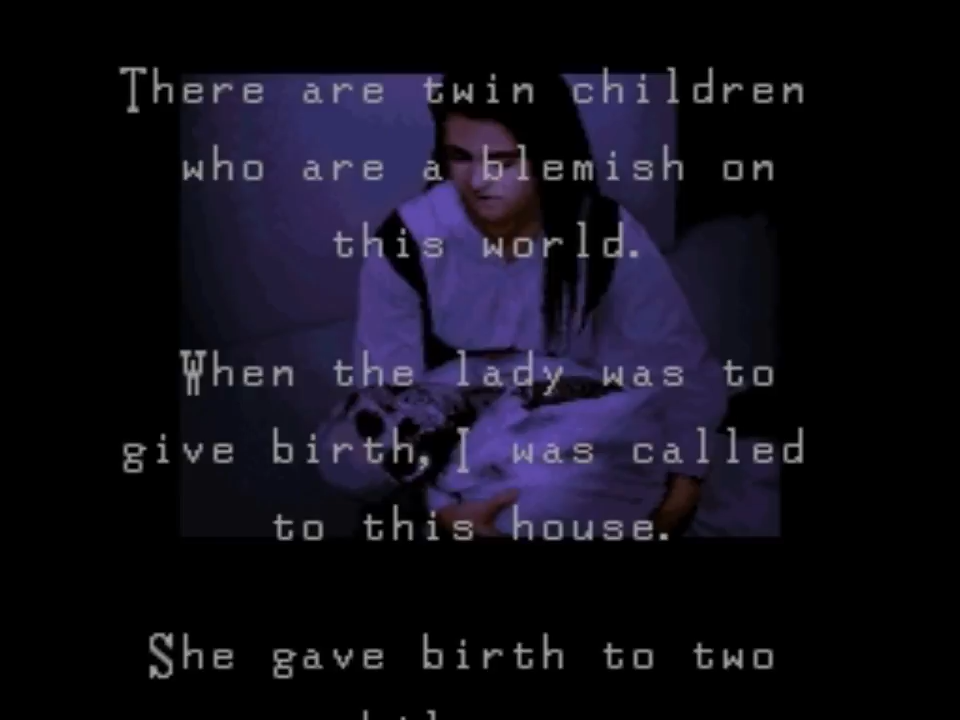 There are twin children
who are a blemish on
this world.
When the lady was to
give birth, I was called
to this house.
She gave birth to two